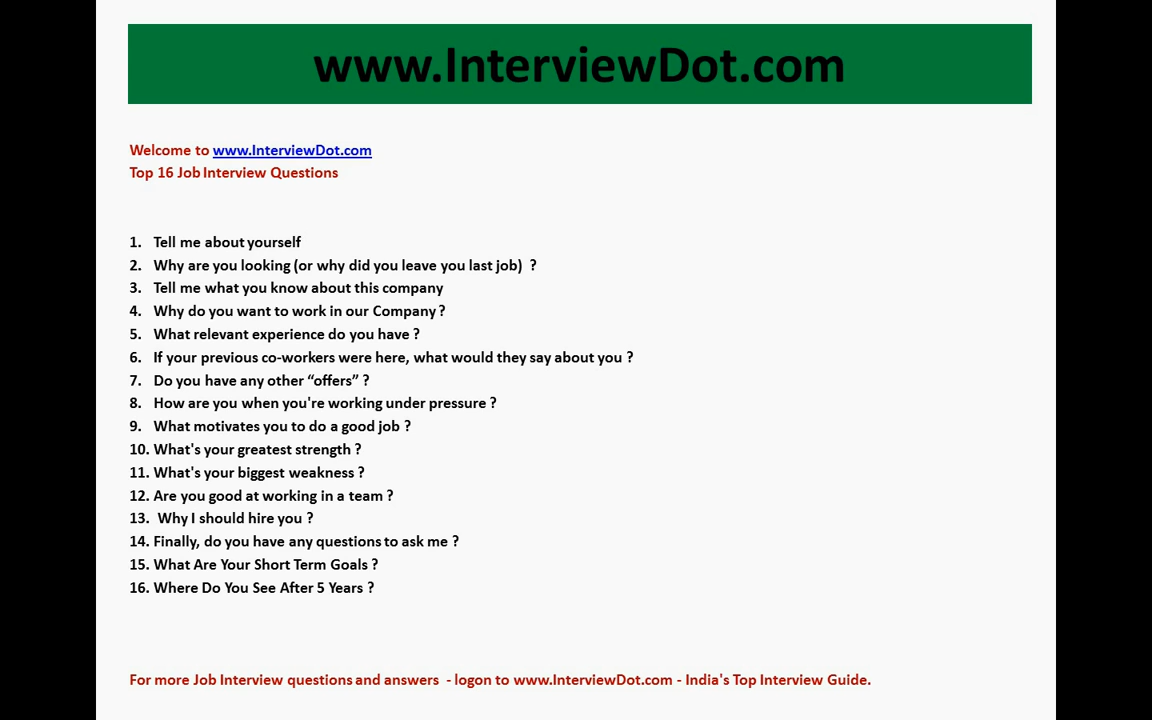 www.InterviewDot.com
Welcome to www.InterviewDot.com
Top 16 Job Interview Questions
1. Tell me about yourself
2. Why are you looking (or why did you leave you last job) ?
3. Tell me what you know about this company
4. Why do you want to work in our Company ?
5. What relevant experience do you have ?
6. If your previous co-workers were here, what would they say about you ?
7. Do you have any other “offers” ?
8. How are you when you're working under pressure ?
9. What motivates you to do a good job ?
10. What's your greatest strength ?
11. What's your biggest weakness ?
12. Are you good at working in a team ?
13. Why I should hire you ?
14. Finally, do you have any questions to ask me ?
15. What Are Your Short Term Goals ?
16. Where Do You See After 5 Years ?
For more Job Interview questions and answers - logon to www.InterviewDot.com - India's Top Interview Guide.